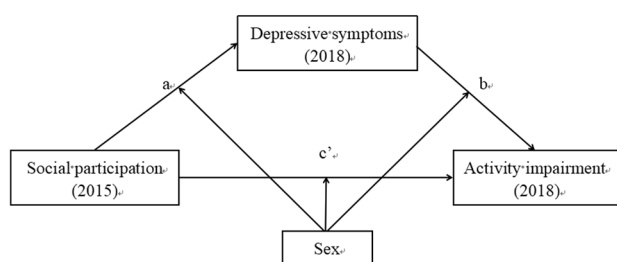 Depressive symptoms
(2018)
a
b
Social participation
(2015)
c’
Activity impairment
(2018)
Sex